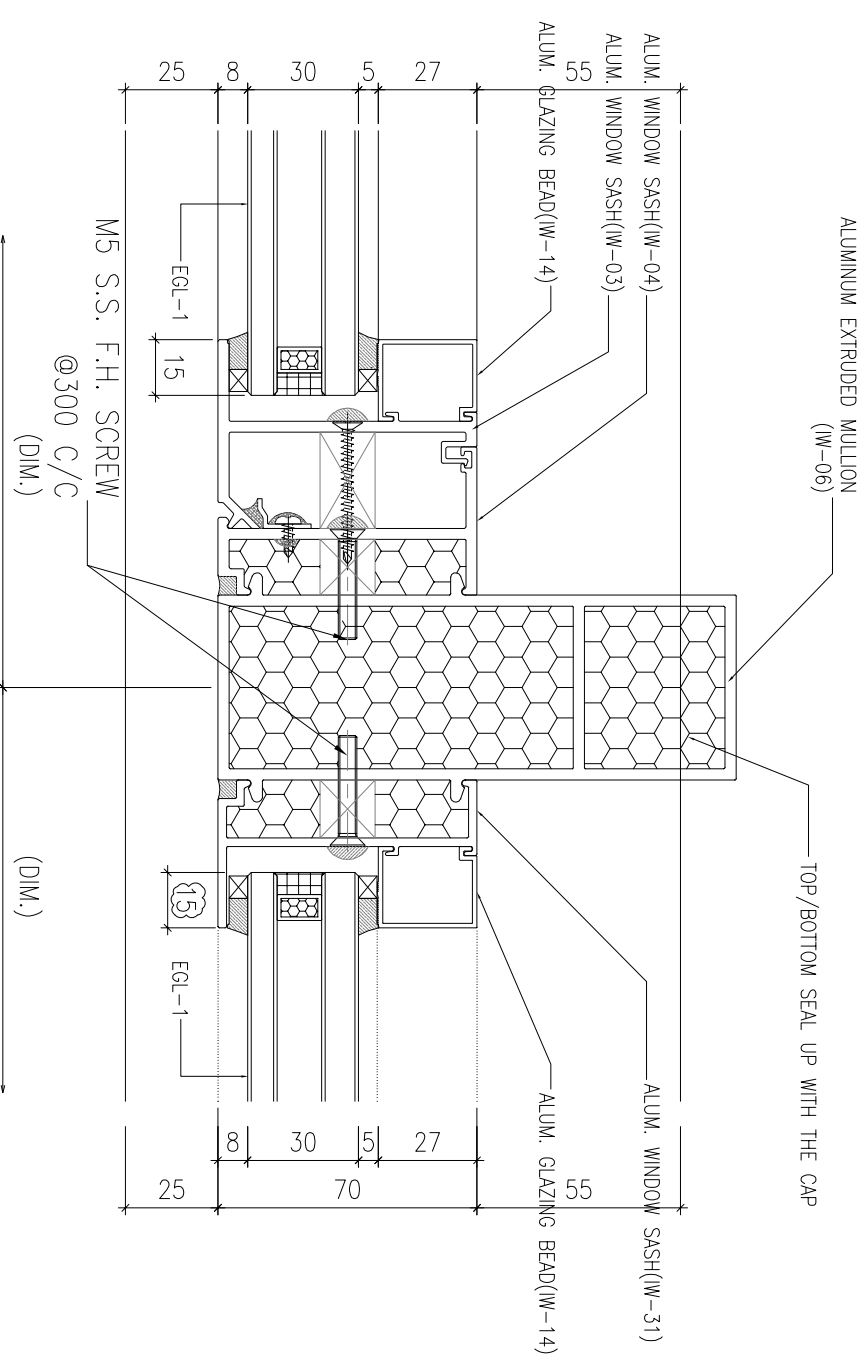 ALUMINUM EXTRUDED MULLION
(IW-06)
TOP/BOTTOM SEAL UP WITH THE CAP
ALUM. WINDOW SASH(IW-04)
ALUM. WINDOW SASH(IW-03)
ALUM. GLAZING BEAD(IW-14)
ALUM. WINDOW SASH(IW-31)
ALUM. GLAZING BEAD(IW-14)
25
8
30
5
27
55
EGL-1
15
M5 S.S. F.H. SCREW
@300 C/C
(DIM.)
(DIM.)
15
EGL-1
8
30
5
27
25
70
55